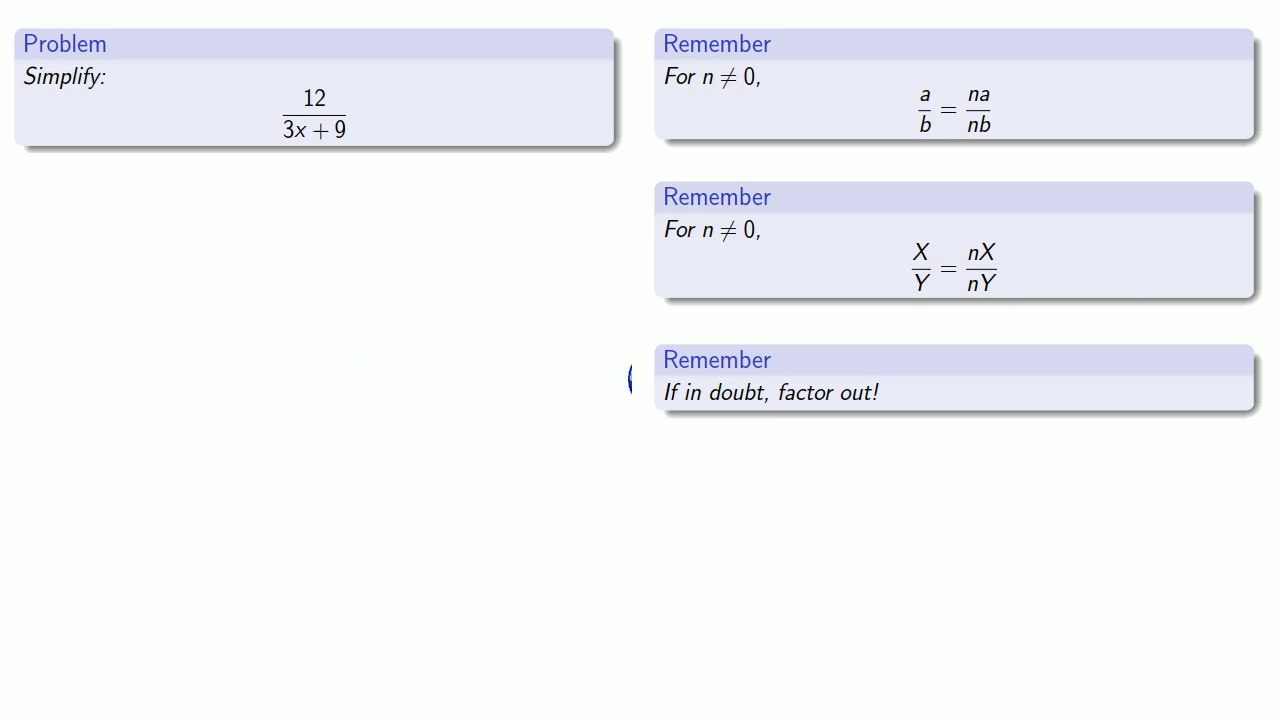 Problem
Simplify:
12
3x + 9
Remember
For n ≠ 0,
a/b = na/nb
Remember
For n ≠ 0,
X/Y = nX/nY
Remember
If in doubt, factor out!